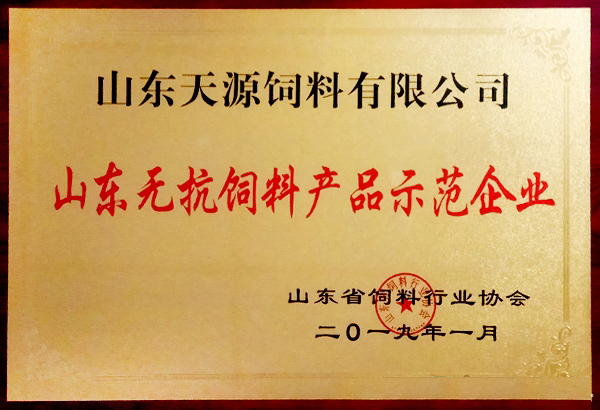 山东天源饲料有限公司
山东无抗饲料产品示范企业
山东省饲料行业协会
二〇一九年一月